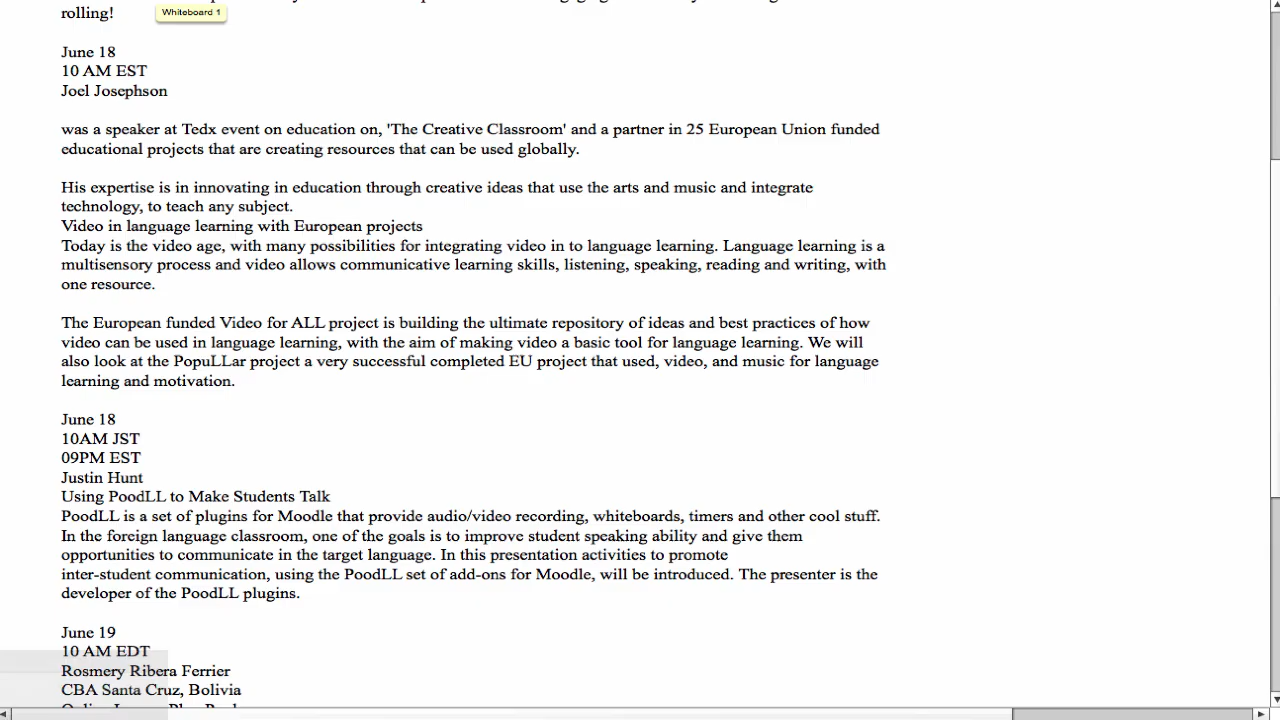 rolling!
Whiteboard 1
June 18
10 AM EST
Joel Josephson
was a speaker at Tedx event on education on, 'The Creative Classroom' and a partner in 25 European Union funded
educational projects that are creating resources that can be used globally.
His expertise is in innovating in education through creative ideas that use the arts and music and integrate
technology, to teach any subject.
Video in language learning with European projects
Today is the video age, with many possibilities for integrating video in to language learning. Language learning is a
multisensory process and video allows communicative learning skills, listening, speaking, reading and writing, with
one resource.
The European funded Video for ALL project is building the ultimate repository of ideas and best practices of how
video can be used in language learning, with the aim of making video a basic tool for language learning. We will
also look at the PopuLLar project a very successful completed EU project that used, video, and music for language
learning and motivation.
June 18
10AM JST
09PM EST
Justin Hunt
Using PoodLL to Make Students Talk
PoodLL is a set of plugins for Moodle that provide audio/video recording, whiteboards, timers and other cool stuff.
In the foreign language classroom, one of the goals is to improve student speaking ability and give them
opportunities to communicate in the target language. In this presentation activities to promote
inter-student communication, using the PoodLL set of add-ons for Moodle, will be introduced. The presenter is the
developer of the PoodLL plugins.
June 19
10 AM EDT
Rosmery Ribera Ferrier
CBA Santa Cruz, Bolivia